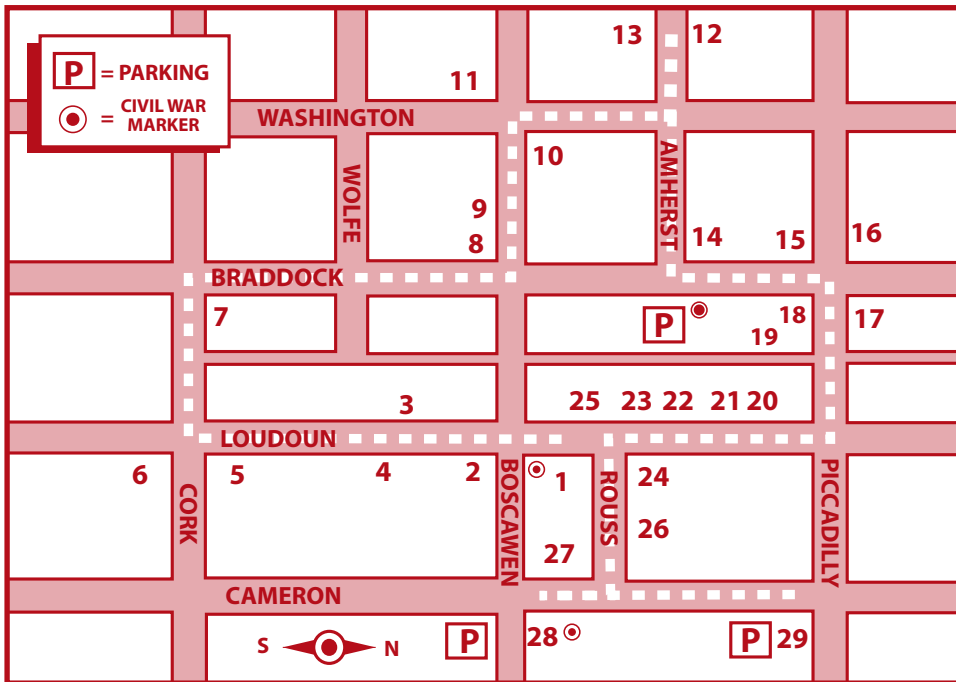 13
12
P = PARKING
= CIVIL WAR
MARKER
11
WASHINGTON
10
WOLFE
AMHERST
9
8
14
15
16
BRADDOCK
7
P
18
19
17
3
25
23
22
21
20
LOUDOUN
6
5
4
2
1
24
CORK
BOSCAWEN
ROUSS
PICCADILLY
26
27
CAMERON
S
N
P
28
P
29